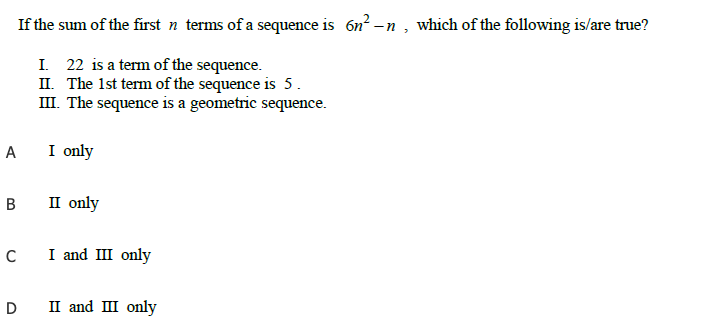 If the sum of the first n terms of a sequence is 6n² – n , which of the following is/are true?
I. 22 is a term of the sequence.
II. The 1st term of the sequence is 5 .
III. The sequence is a geometric sequence.
A I only
B II only
C I and III only
D II and III only